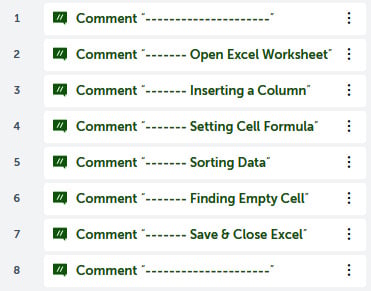 1 // Comment "---------------------"
2 // Comment "------- Open Excel Worksheet"
3 // Comment "------- Inserting a Column"
4 // Comment "------- Setting Cell Formula"
5 // Comment "------- Sorting Data"
6 // Comment "------- Finding Empty Cell"
7 // Comment "------- Save & Close Excel"
8 // Comment "---------------------"